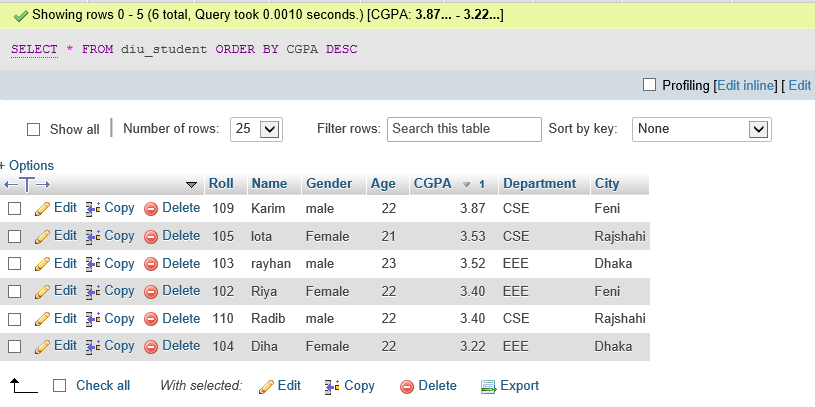 Showing rows 0 - 5 (6 total, Query took 0.0010 seconds.) [CGPA: 3.87... - 3.22...]
SELECT * FROM diu_student ORDER BY CGPA DESC
Profiling [Edit inline] [ Edit
Show all | Number of rows: 25 Filter rows: Search this table Sort by key: None
+ Options
←T→ Roll Name Gender Age CGPA 1 Department City
Edit Copy Delete 109 Karim male 22 3.87 CSE Feni
Edit Copy Delete 105 lota Female 21 3.53 CSE Rajshahi
Edit Copy Delete 103 rayhan male 23 3.52 EEE Dhaka
Edit Copy Delete 102 Riya Female 22 3.40 EEE Feni
Edit Copy Delete 110 Radib male 22 3.40 CSE Rajshahi
Edit Copy Delete 104 Diha Female 22 3.22 EEE Dhaka
Check all With selected: Edit Copy Delete Export